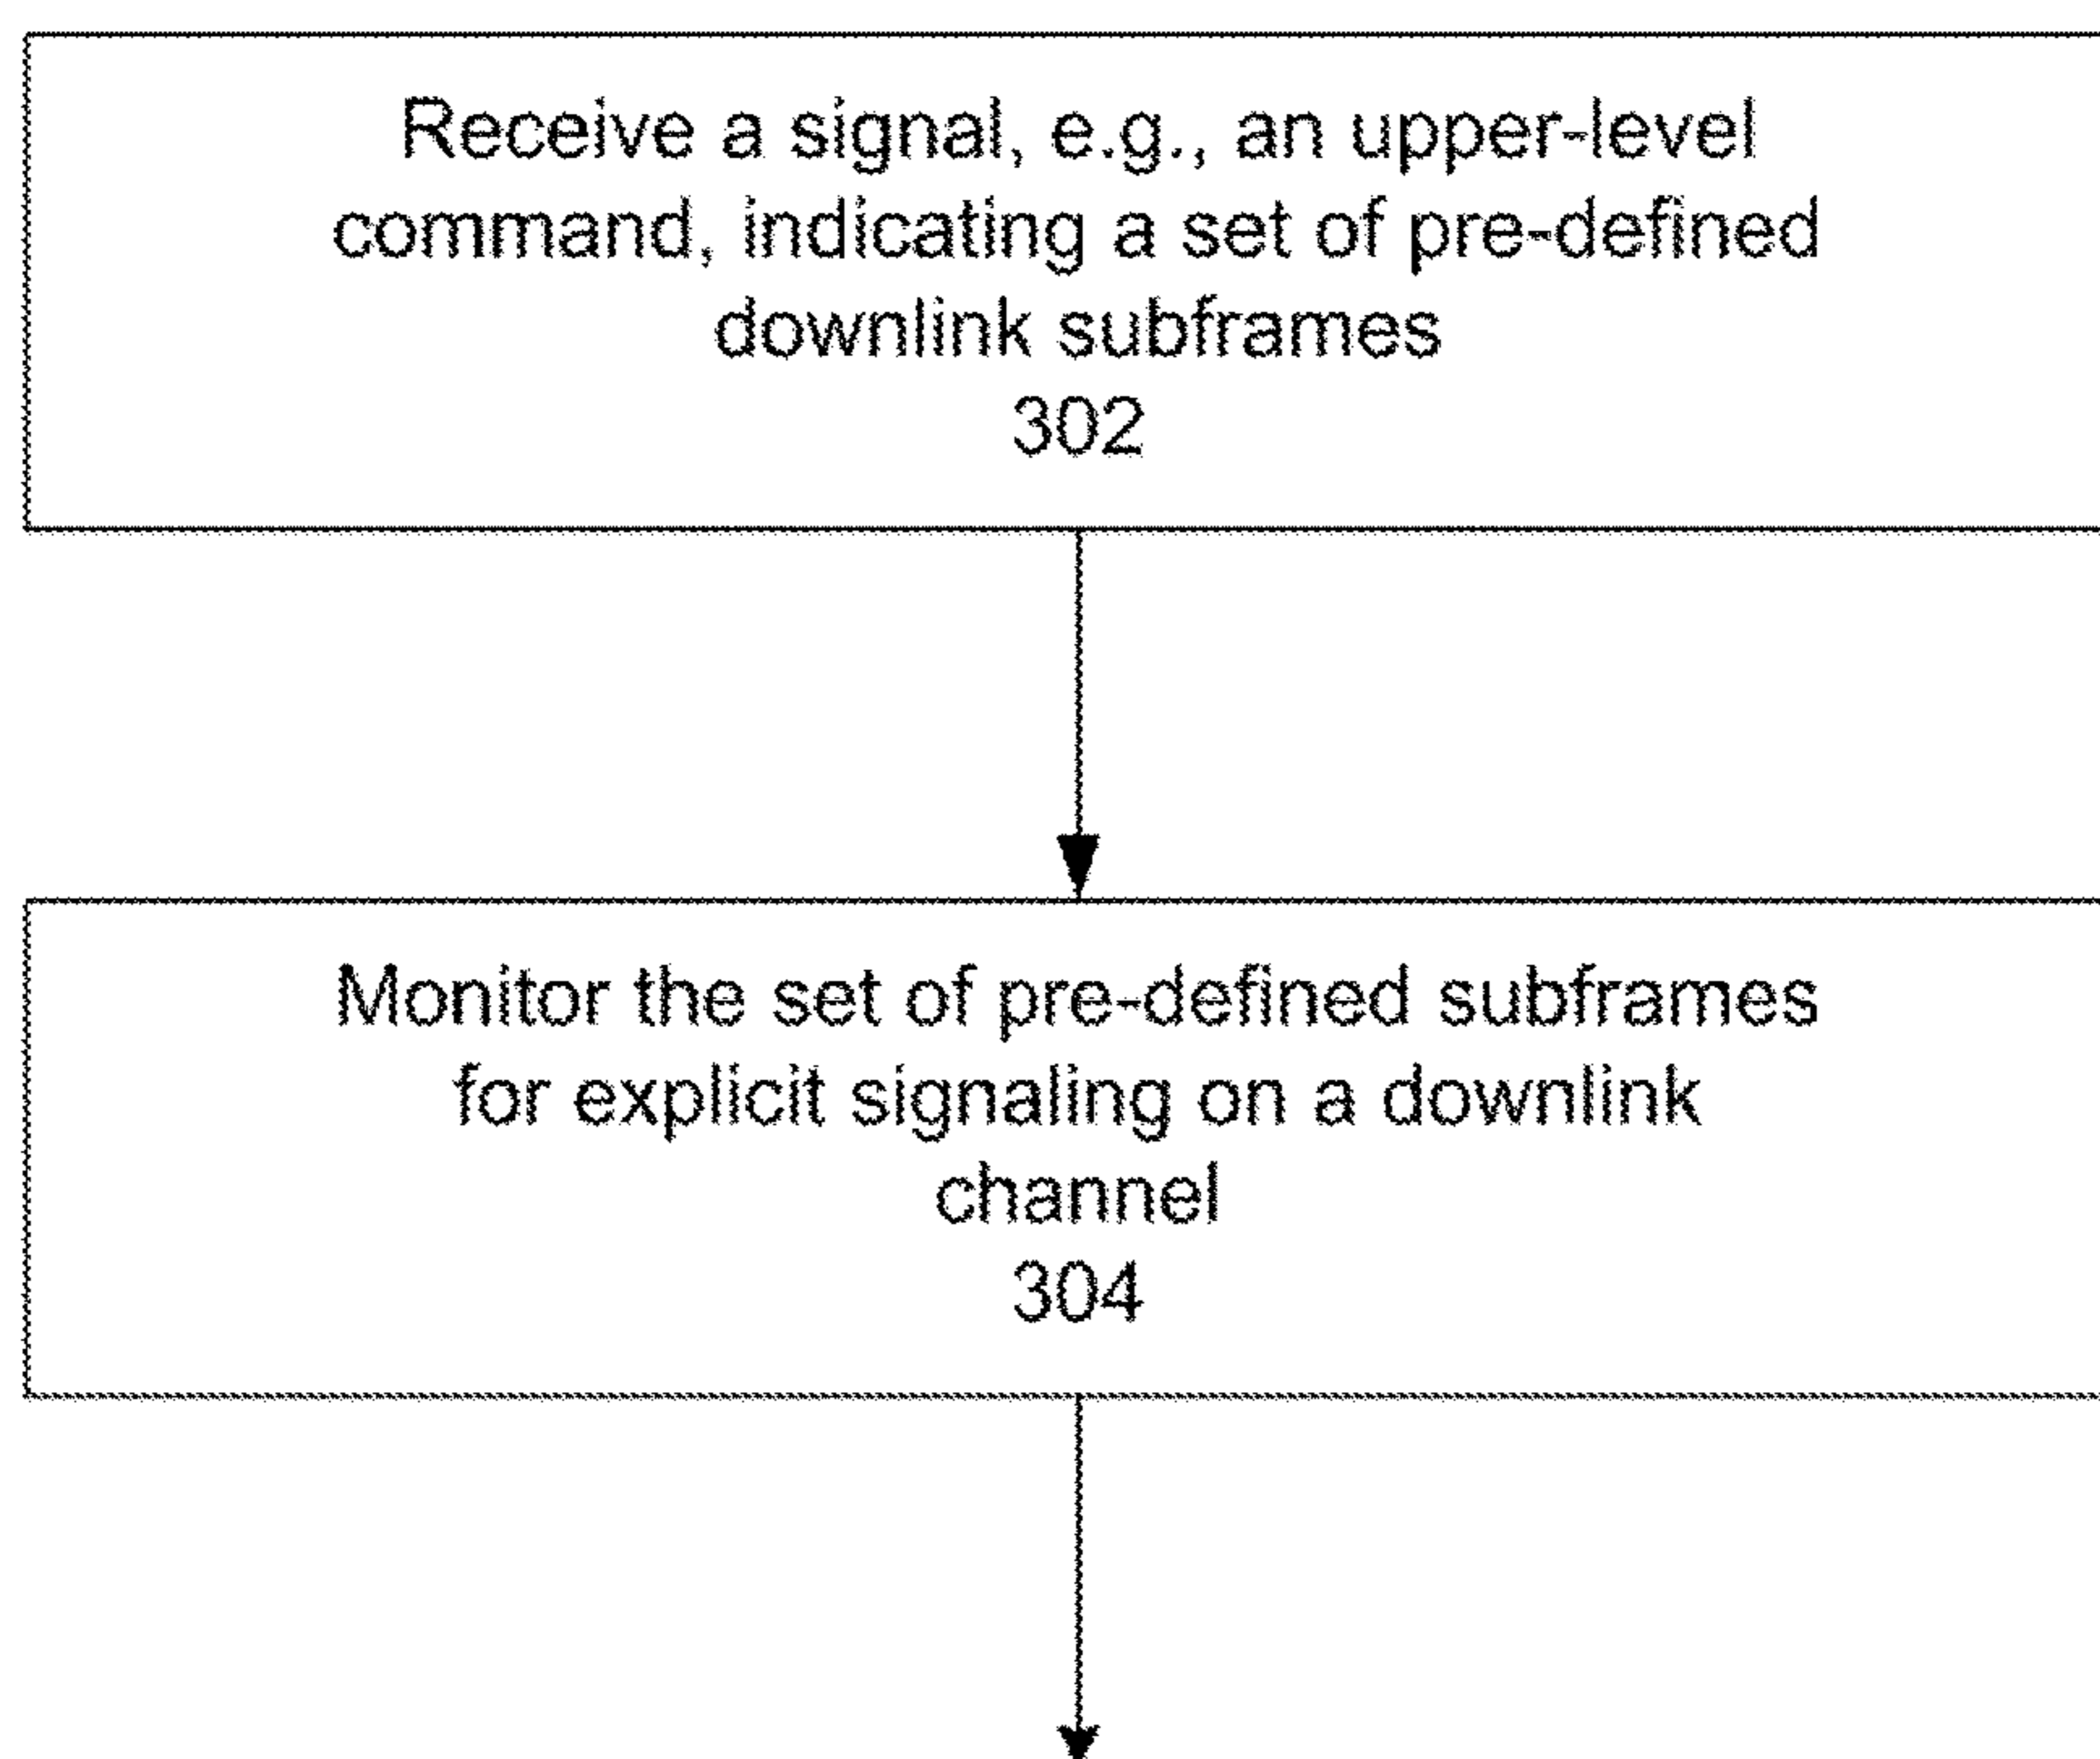 Receive a signal, e.g., an upper-level
command, indicating a set of pre-defined
downlink subframes
302
Monitor the set of pre-defined subframes
for explicit signaling on a downlink
channel
304